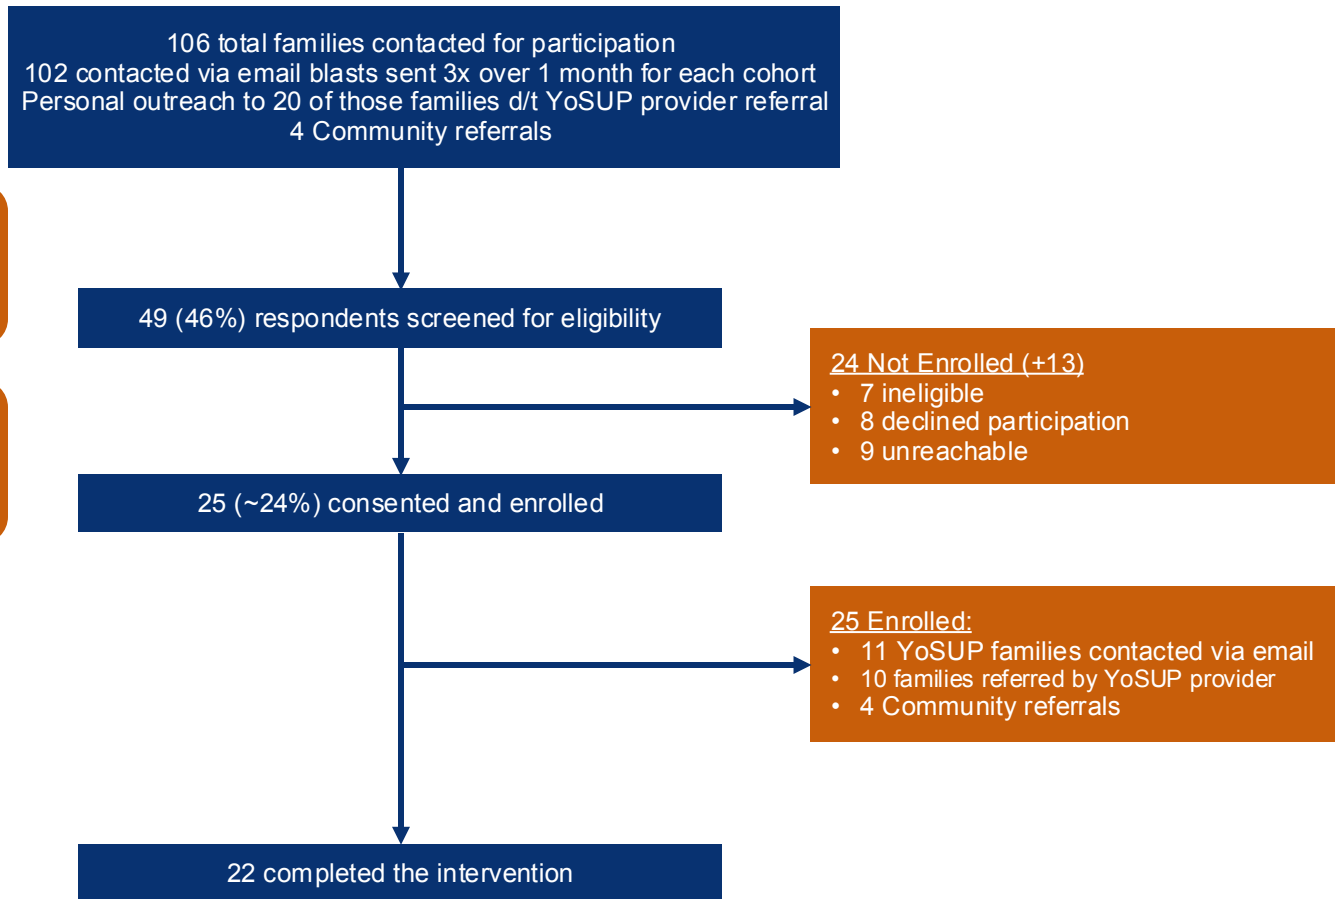 106 total families contacted for participation
102 contacted via email blasts sent 3x over 1 month for each cohort
Personal outreach to 20 of those families d/t YoSUP provider referral
4 Community referrals
49 (46%) respondents screened for eligibility
24 Not Enrolled (+13)
• 7 ineligible
• 8 declined participation
• 9 unreachable
25 (~24%) consented and enrolled
25 Enrolled:
• 11 YoSUP families contacted via email
• 10 families referred by YoSUP provider
• 4 Community referrals
22 completed the intervention